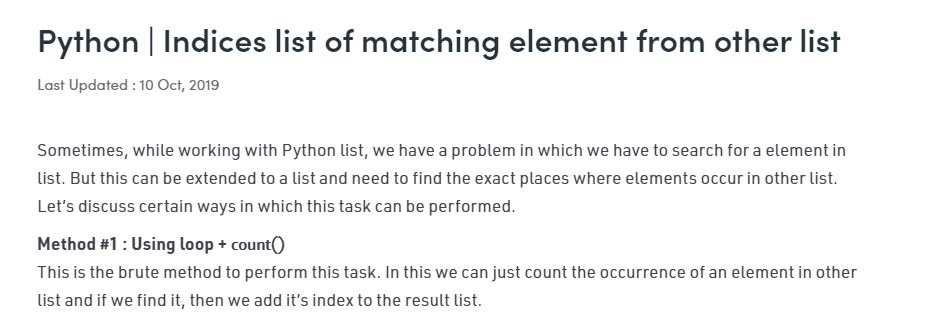 Python | Indices list of matching element from other list
Last Updated : 10 Oct, 2019
Sometimes, while working with Python list, we have a problem in which we have to search for a element in
list. But this can be extended to a list and need to find the exact places where elements occur in other list.
Let’s discuss certain ways in which this task can be performed.
Method #1 : Using loop + count()
This is the brute method to perform this task. In this we can just count the occurrence of an element in other
list and if we find it, then we add it’s index to the result list.